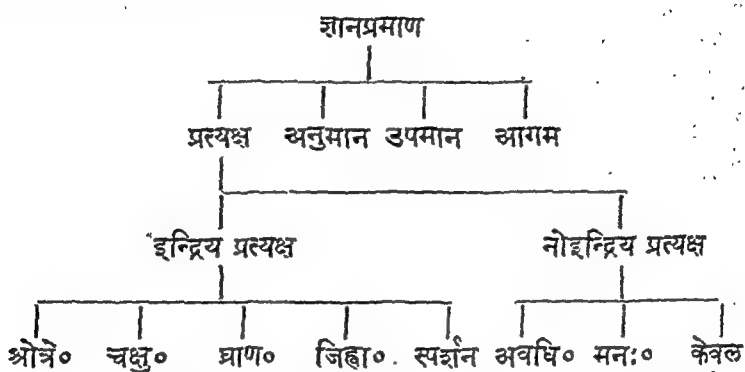 ज्ञानप्रमाण
प्रत्यक्ष अनुमान उपमान आगम
इन्द्रिय प्रत्यक्ष नोइन्द्रिय प्रत्यक्ष
श्रोत्रे० चक्षु० घ्राण० जिह्वा०. स्पर्शन अवधि० मनः० केवल